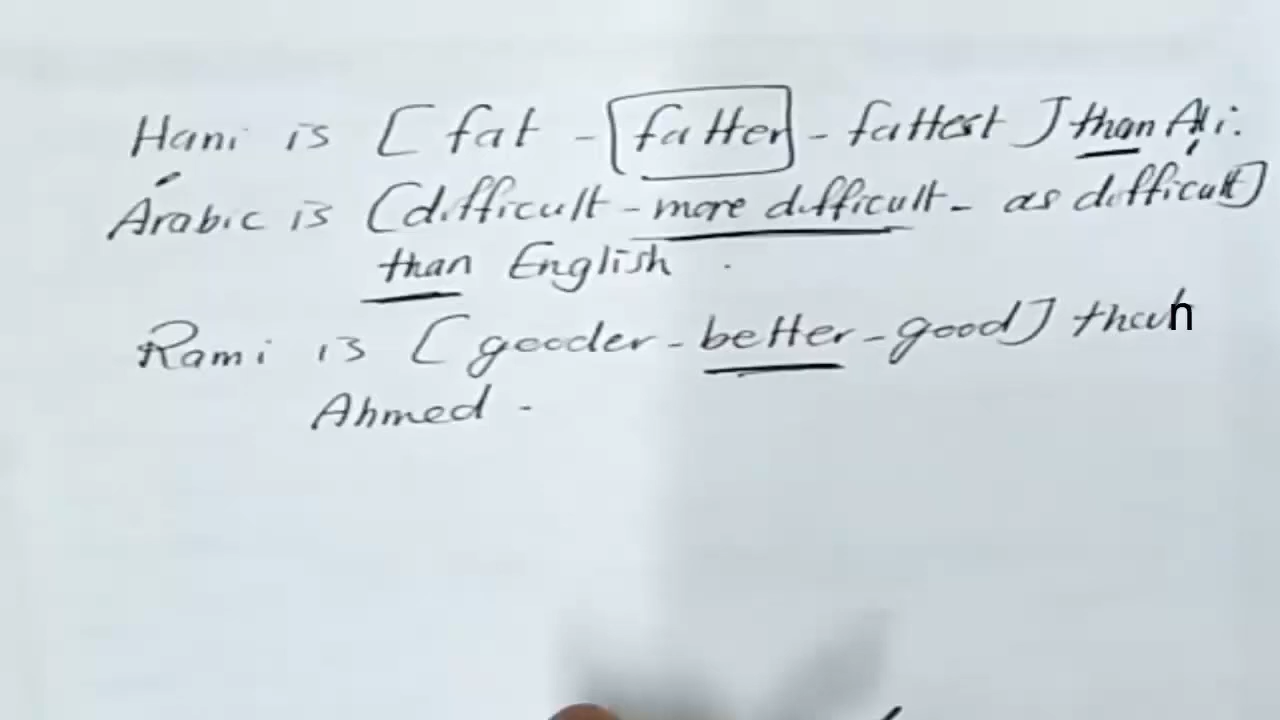 Hani is [ fat - fatter - fattest ] than Ali.
Arabic is (difficult - more difficult - as difficult]
than English .
Rami is [ gooder - better - good ] than
Ahmed .